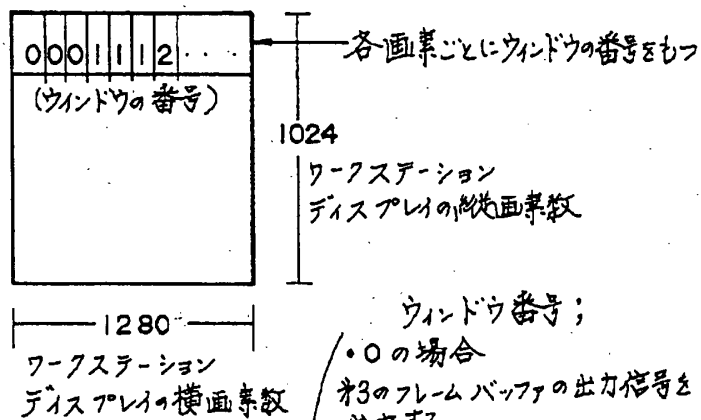 0 0 0 1 1 1 2 ・・・
各画素ごとにウィンドウの番号をもつ
(ウィンドウの番号)
1024
ワークステーション
ディスプレイの縦画素数
1280
ワークステーション
ディスプレイの横画素数
ウィンドウ番号;
・0の場合
才3のフレームバッファの出力信号を